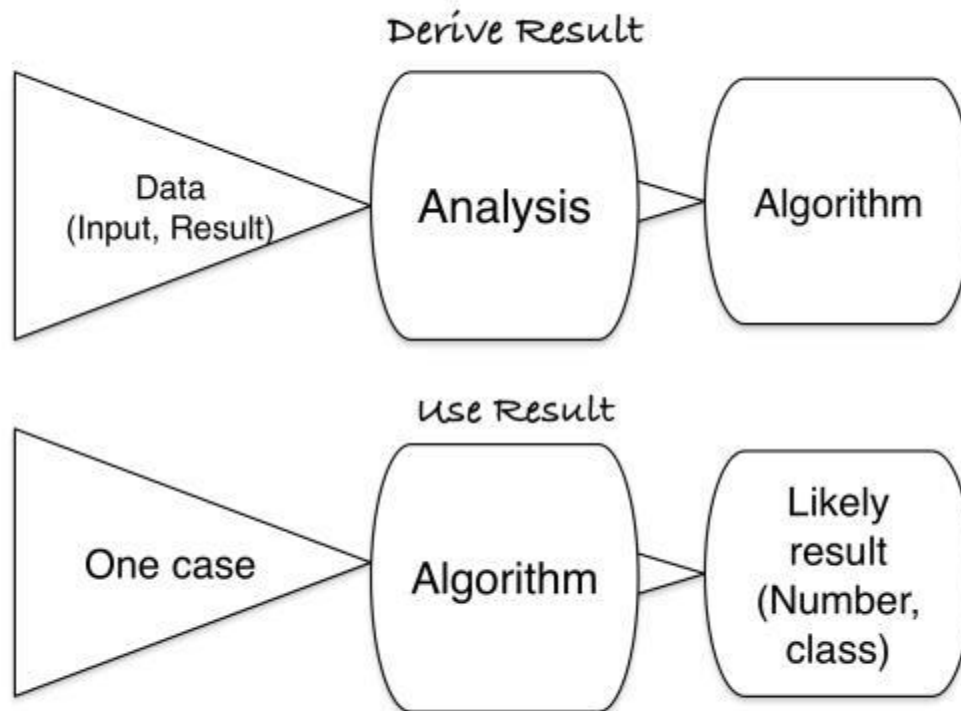 Derive Result
Data
(Input, Result)
Analysis
Algorithm
Use Result
One case
Algorithm
Likely
result
(Number,
class)